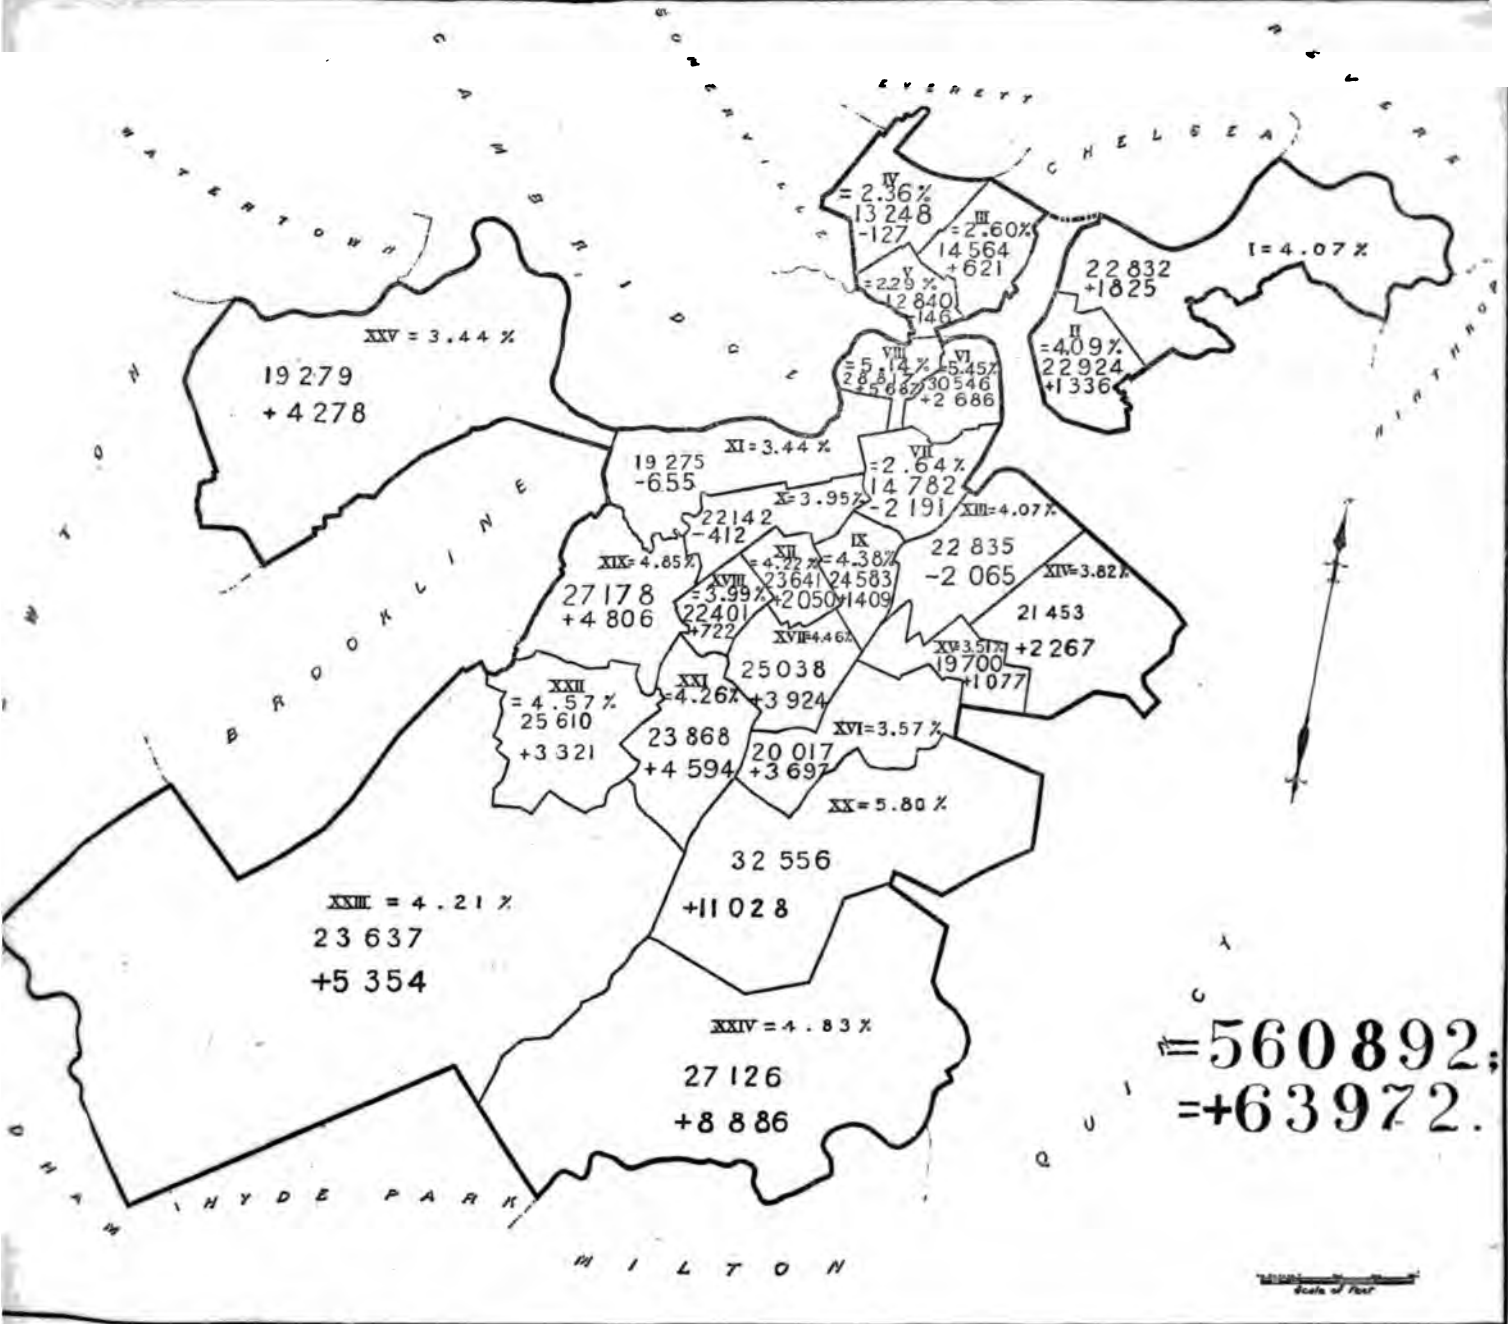 SOMERVILLE
EVERETT
CHELSEA
CAMBRIDGE
WATERTOWN
WINTHROP
BROOKLINE
IV
= 2.36%
13 248
-127
III
=2.60%
14 564
+621
V
=2.29 %
12 840
-146
I = 4.07 %
22 832
+1825
II
=4.09%
22 924
+1336
VIII
=5.14 %
VI
=5.45%
30 546
+2 686
XXV = 3.44 %
19 279
+ 4 278
XI = 3.44 %
19 275
-655
VII
=2.64%
14 782
-2 191
X=3.95%
22142
-412
XIII=4.07%
22 835
-2 065
XIX=4.85%
27 178
+4 806
XII
=4.22%
23641
+2050
IX
=4.38%
24583
+1409
XIV=3.82%
21 453
+2 267
XVIII
=3.99%
22401
+722
XVII=4.46%
25038
+3 924
XV=3.51%
19700
+1077
XXII
= 4.57 %
25 610
+3 321
XXI
=4.26%
23 868
+4 594
XVI=3.57%
20 017
+3 697
XX=5.80 %
32 556
+11 028
XXIII = 4.21 %
23 637
+5 354
XXIV = 4.83 %
27 126
+8 886
=560892;
=+63972.
QUINCY
HYDE PARK
MILTON
Scale of Feet